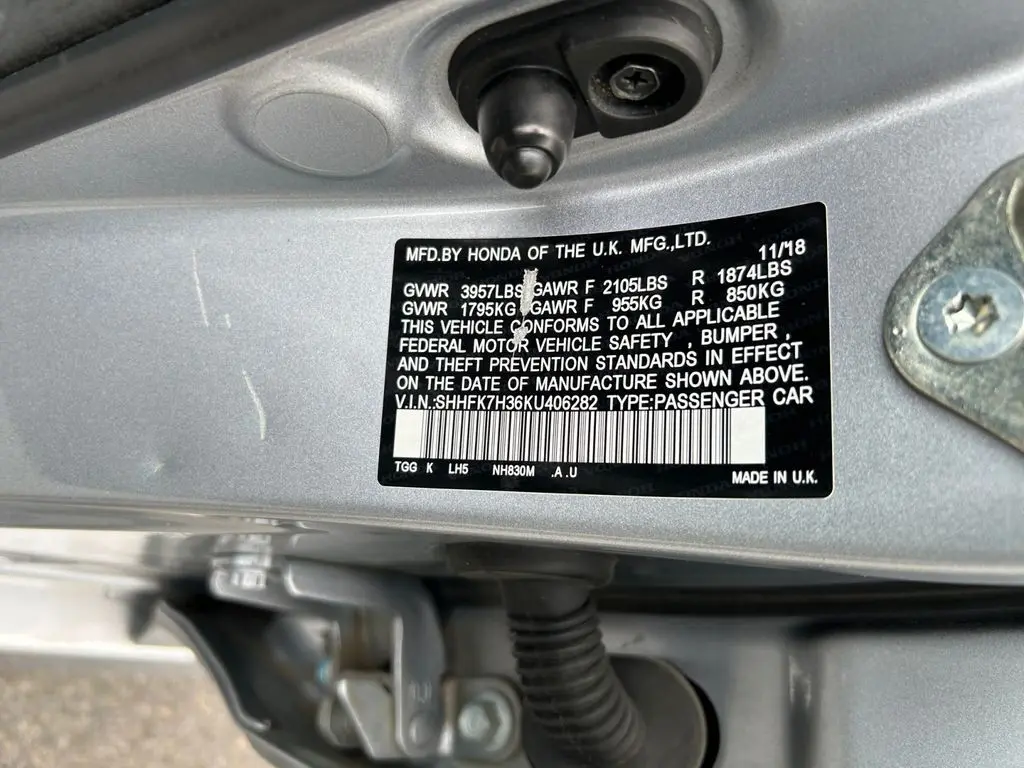 MFD.BY HONDA OF THE U.K. MFG.,LTD. 11/18
GVWR 3957LBS GAWR F 2105LBS R 1874LBS
GVWR 1795KG GAWR F 955KG R 850KG
THIS VEHICLE CONFORMS TO ALL APPLICABLE
FEDERAL MOTOR VEHICLE SAFETY , BUMPER ,
AND THEFT PREVENTION STANDARDS IN EFFECT
ON THE DATE OF MANUFACTURE SHOWN ABOVE.
V.I.N.:SHHFK7H36KU406282 TYPE:PASSENGER CAR
TGG K LH5 NH830M .A .U
MADE IN U.K.